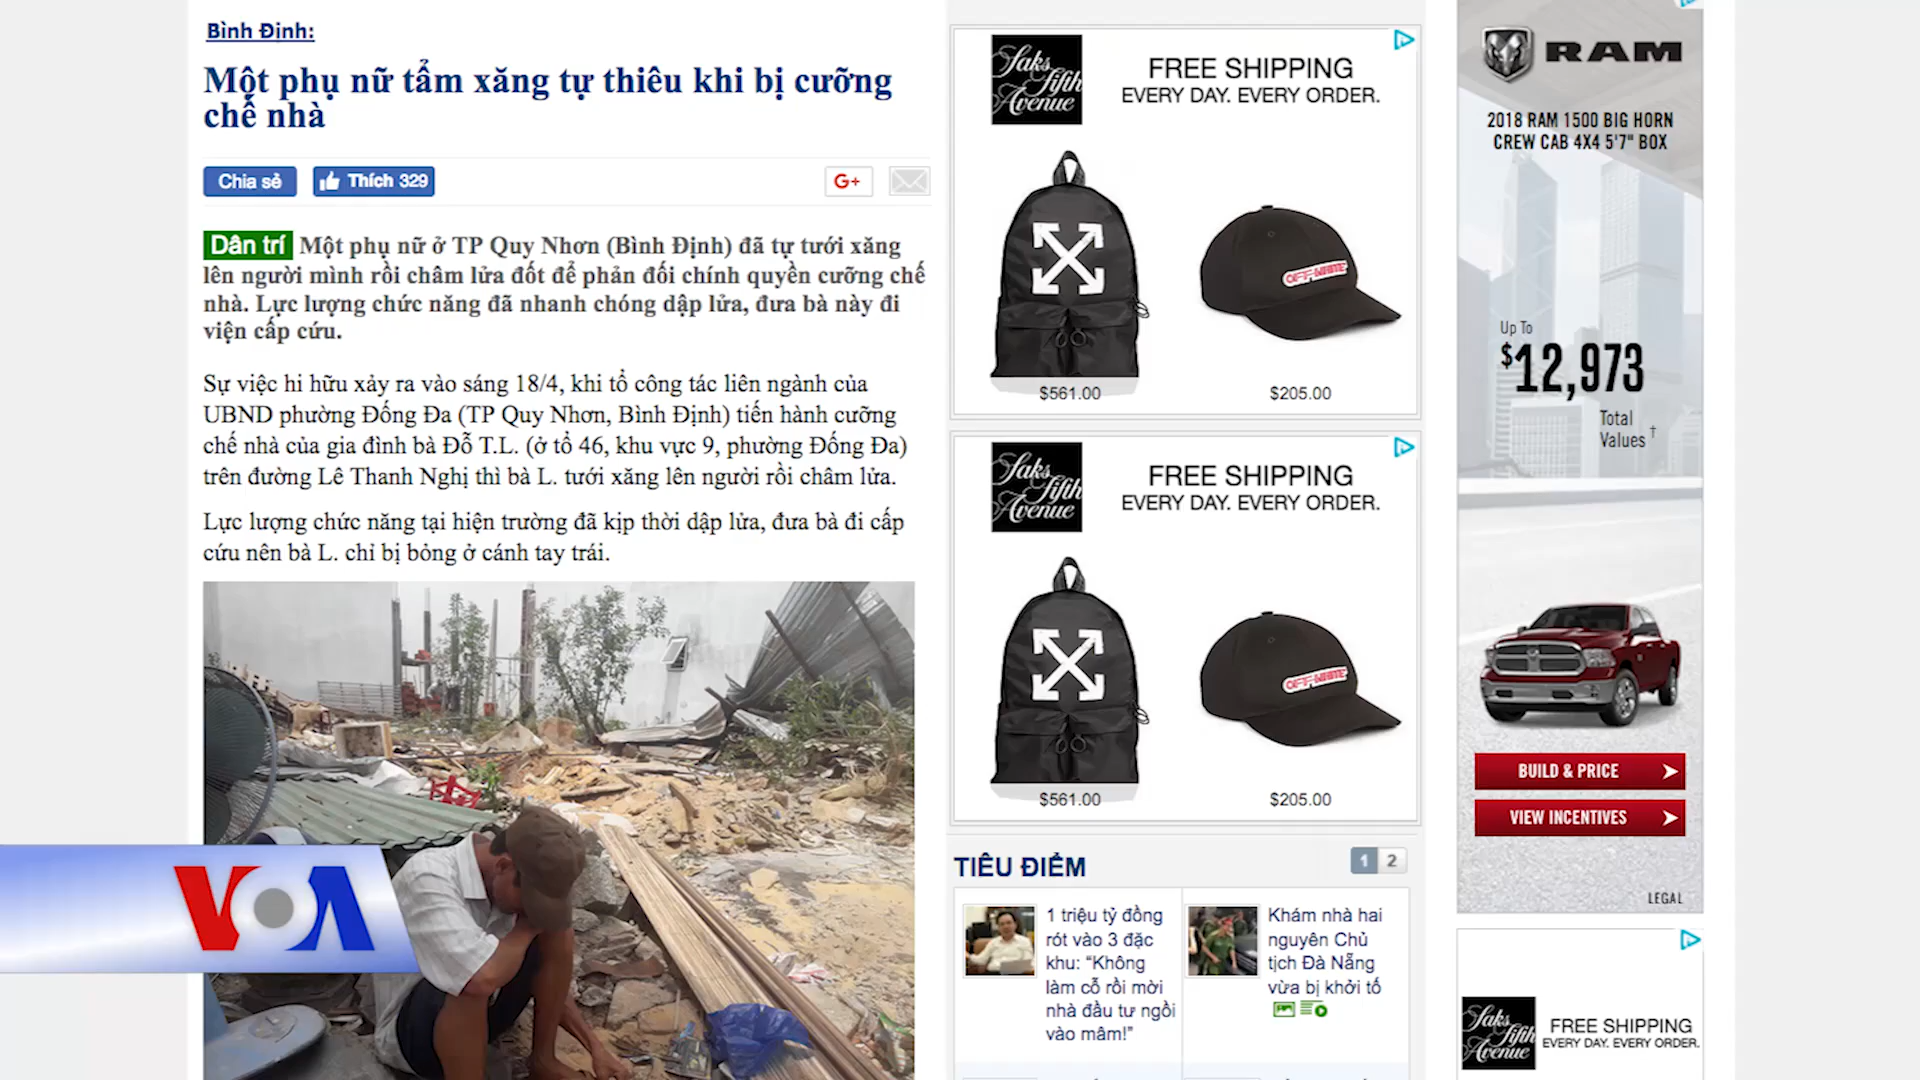 Bình Định:
Một phụ nữ tẩm xăng tự thiêu khi bị cưỡng
chế nhà
Chia sẻ
Thích 329
G+
Dân trí Một phụ nữ ở TP Quy Nhơn (Bình Định) đã tự tưới xăng
lên người mình rồi châm lửa đốt để phản đối chính quyền cưỡng chế
nhà. Lực lượng chức năng đã nhanh chóng dập lửa, đưa bà này đi
viện cấp cứu.
Sự việc hi hữu xảy ra vào sáng 18/4, khi tổ công tác liên ngành của
UBND phường Đống Đa (TP Quy Nhơn, Bình Định) tiến hành cưỡng
chế nhà của gia đình bà Đỗ T.L. (ở tổ 46, khu vực 9, phường Đống Đa)
trên đường Lê Thanh Nghị thì bà L. tưới xăng lên người rồi châm lửa.
Lực lượng chức năng tại hiện trường đã kịp thời dập lửa, đưa bà đi cấp
cứu nên bà L. chỉ bị bỏng ở cánh tay trái.
VOA
Saks
Fifth
Avenue
FREE SHIPPING
EVERY DAY. EVERY ORDER.
OFF-WHITE
$561.00
$205.00
Saks
Fifth
Avenue
FREE SHIPPING
EVERY DAY. EVERY ORDER.
OFF-WHITE
$561.00
$205.00
TIÊU ĐIỂM
1 2
1 triệu tỷ đồng
rót vào 3 đặc
khu: “Không
làm cỗ rồi mời
nhà đầu tư ngồi
vào mâm!”
Khám nhà hai
nguyên Chủ
tịch Đà Nẵng
vừa bị khởi tố
RAM
2018 RAM 1500 BIG HORN
CREW CAB 4X4 5'7" BOX
Up To
$12,973
Total
Values †
BUILD & PRICE
VIEW INCENTIVES
LEGAL
Saks
Fifth
Avenue
FREE SHIPPING
EVERY DAY. EVERY ORDER.